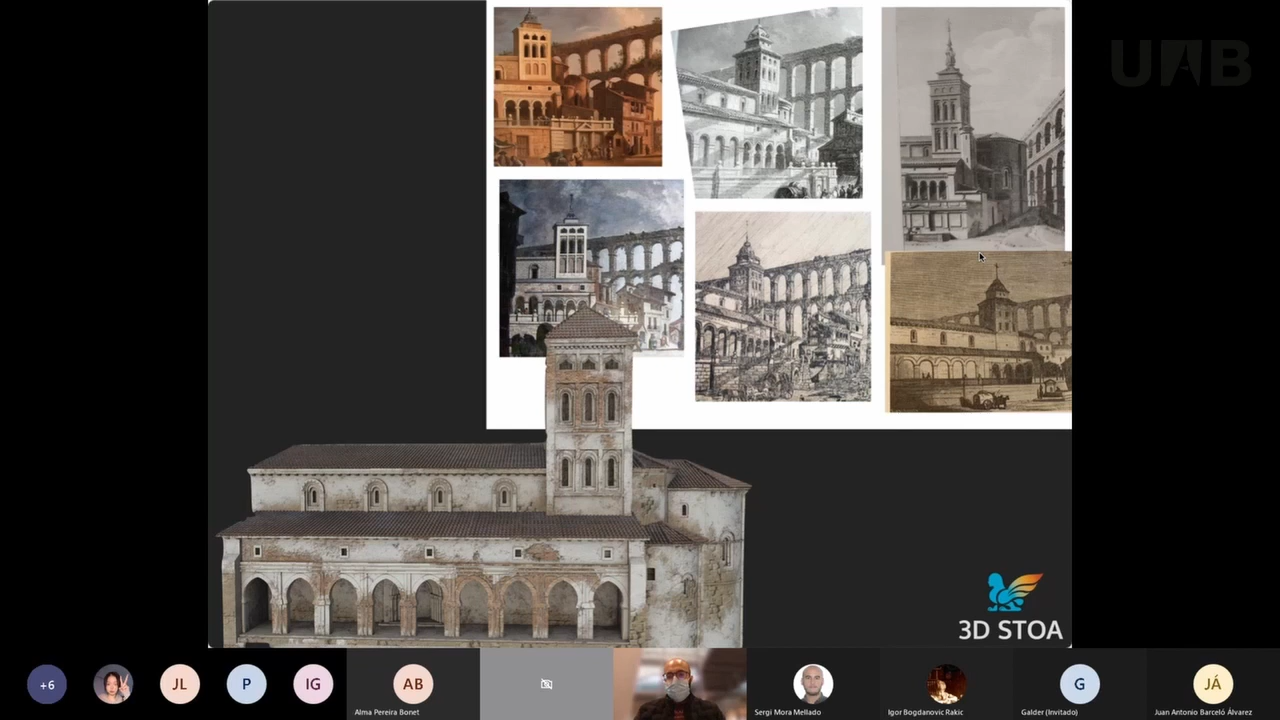 UAB
3D STOA
+6
JL
P
IG
AB
Alma Pereira Bonet
Sergi Mora Mellado
Igor Bogdanovic Rakic
G
Galder (Invitado)
JÁ
Juan Antonio Barceló Álvarez